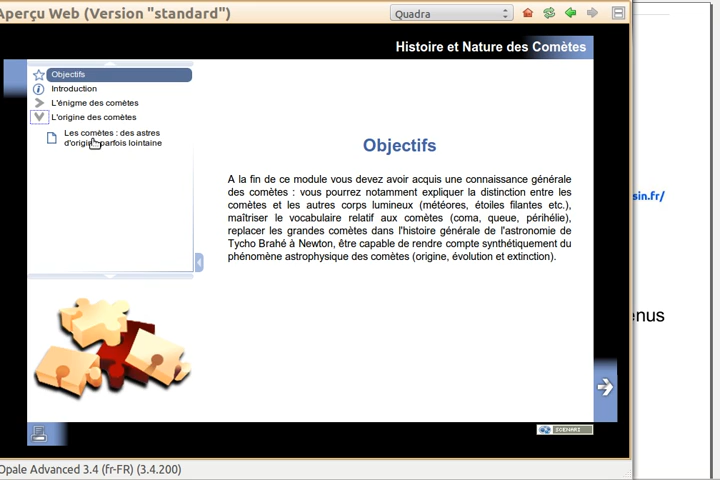 Aperçu Web (Version "standard")
Quadra
Histoire et Nature des Comètes
Objectifs
Introduction
L'énigme des comètes
L'origine des comètes
Les comètes : des astres
d'origine parfois lointaine
Objectifs
A la fin de ce module vous devez avoir acquis une connaissance générale
des comètes : vous pourrez notamment expliquer la distinction entre les
comètes et les autres corps lumineux (météores, étoiles filantes etc.),
maîtriser le vocabulaire relatif aux comètes (coma, queue, périhélie),
replacer les grandes comètes dans l'histoire générale de l'astronomie de
Tycho Brahé à Newton, être capable de rendre compte synthétiquement du
phénomène astrophysique des comètes (origine, évolution et extinction).
sin.fr/
enus
SCENARI
Opale Advanced 3.4 (fr-FR) (3.4.200)